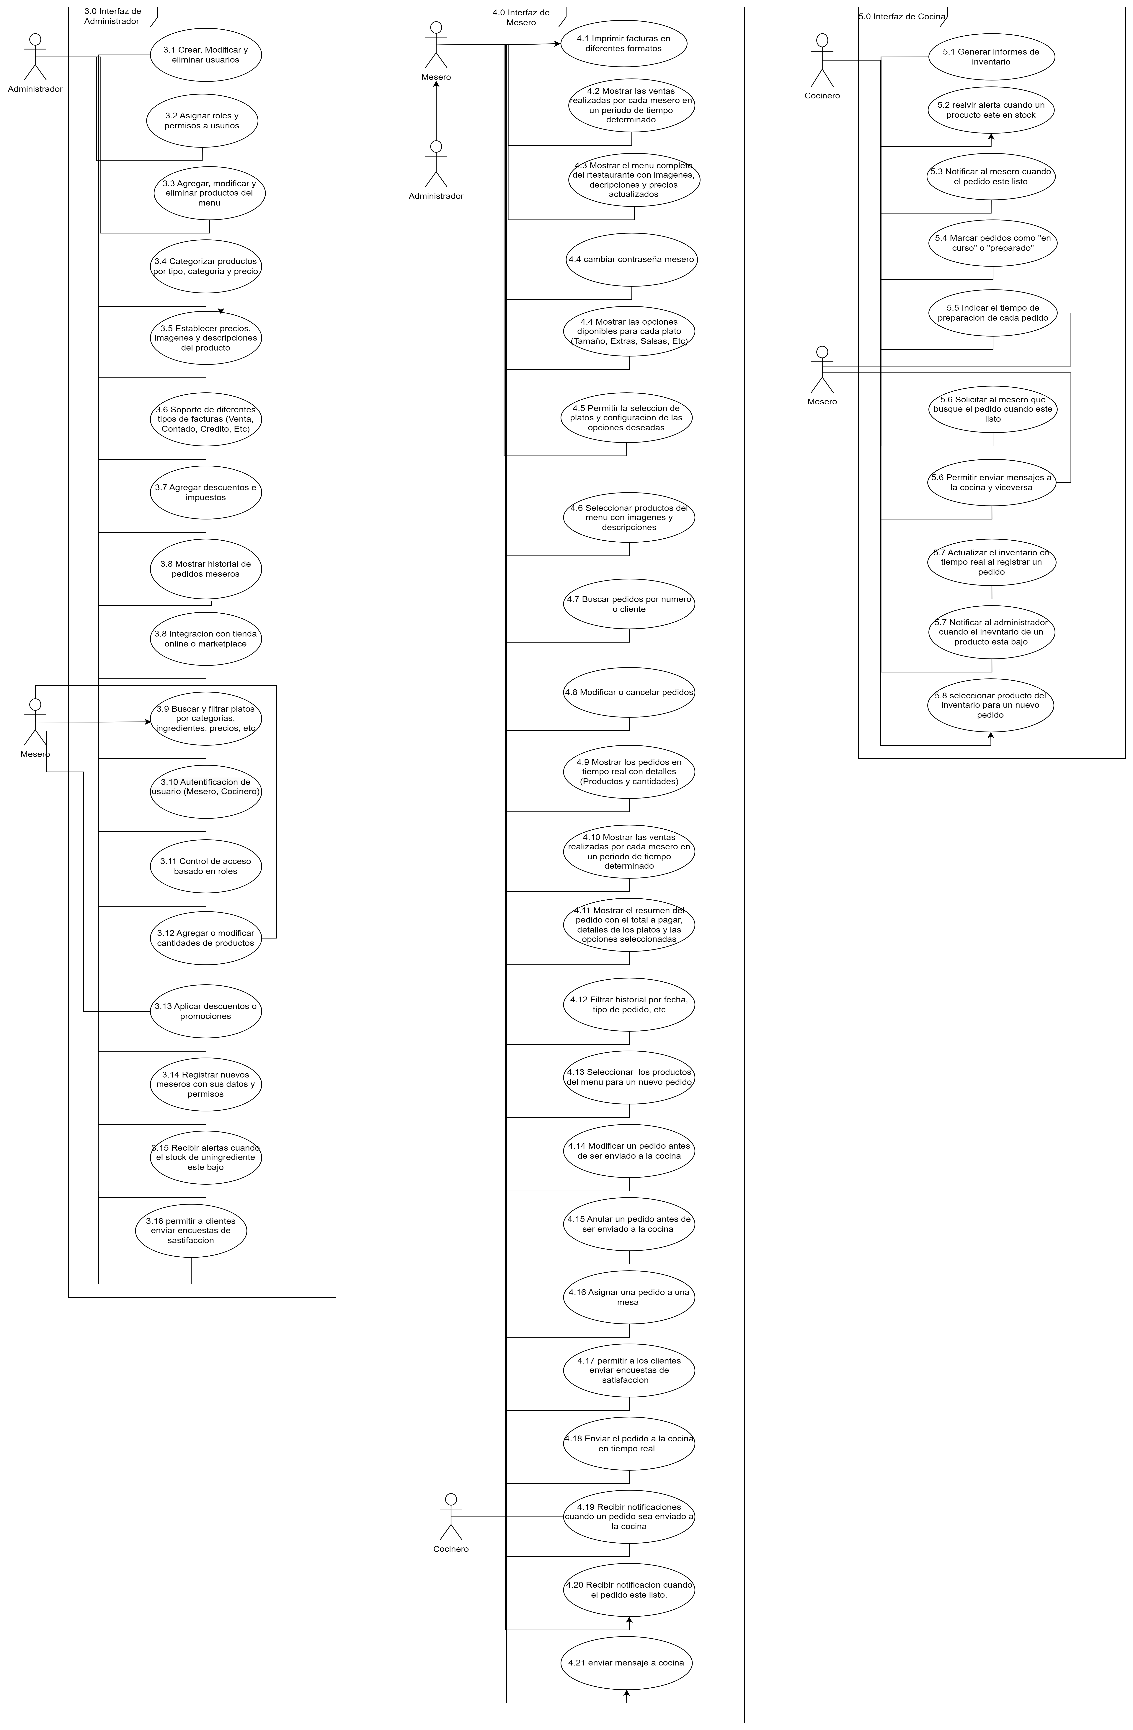 3.0 Interfaz de
Administrador
Administrador
3.1 Crear, Modificar y
eliminar usuarios
3.2 Asignar roles y
permisos a usurios
3.3 Agregar, modificar y
eliminar productos del
menu
3.4 Categorizar productos
por tipo, categoria y precio
3.5 Establecer precios,
imagenes y descripciones
del producto
3.6 Soporte de diferentes
tipos de facturas (Venta,
Contado, Credito, Etc)
3.7 Agregar descuentos e
impuestos
3.8 Mostrar historial de
pedidos meseros
3.8 Integracion con tienda
online o marketplace
Mesero
3.9 Buscar y filtrar platos
por categorias,
ingredientes, precios, etc
3.10 Autentificacion de
usuario (Mesero, Cocinero)
3.11 Control de acceso
basado en roles
3.12 Agregar o modificar
cantidades de productos
3.13 Aplicar descuentos o
promociones
3.14 Registrar nuevos
meseros con sus datos y
permisos
3.15 Recibir alertas cuando
el stock de uningrediente
este bajo
3.16 permitir a clientes
enviar encuestas de
sastifaccion
4.0 Interfaz de
Mesero
Mesero
Administrador
4.1 Imprimir facturas en
diferentes formatos
4.2 Mostrar las ventas
realizadas por cada mesero en
un periodo de tiempo
determinado
4.3 Mostrar el menu completo
del rtestaurante con imagenes,
decripciones y precios
actualizados
4.4 cambiar contraseña mesero
4.4 Mostrar las opciones
diponibles para cada plato
(Tamaño, Extras, Salsas, Etc)
4.5 Permitir la seleccion de
platos y configuracion de las
opciones deseadas
4.6 Seleccionar productos del
menu con imagenes y
descripciones
4.7 Buscar pedidos por numero
o cliente
4.8 Modificar o cancelar pedidos
4.9 Mostrar los pedidos en
tiempo real con detalles
(Productos y cantidades)
4.10 Mostrar las ventas
realizadas por cada mesero en
un periodo de tiempo
determinado
4.11 Mostrar el resumen del
pedido con el total a pagar,
detalles de los platos y las
opciones seleccionadas
4.12 Filtrar historial por fecha,
tipo de pedido, etc
4.13 Seleccionar los productos
del menu para un nuevo pedido
4.14 Modificar un pedido antes
de ser enviado a la cocina
4.15 Anular un pedido antes de
ser enviado a la cocina
4.16 Asignar una pedido a una
mesa
4.17 permitir a los clientes
enviar encuestas de
satisfaccion
4.18 Enviar el pedido a la cocina
en tiempo real
Cocinero
4.19 Recibir notificaciones
cuando un pedido sea enviado a
la cocina
4.20 Recibir notificacion cuando
el pedido este listo.
4.21 enviar mensaje a cocina
5.0 Interfaz de Cocina
Cocinero
5.1 Generar informes de
inventario
cuando un
producto este en stock
5.3 Notificar al mesero cuando
el pedido este listo
5.4 Marcar pedidos como "en
curso" o "preparado"
5.5 Indicar el tiempo de
preparacion de cada pedido
Mesero
5.6 Solicitar al mesero que
busque el pedido cuando este
listo
5.6 Permitir enviar mensajes a
la cocina y viceversa
5.7 Actualizar el inventario en
tiempo real al registrar un
pedido
5.7 Notificar al administrador
cuando el inevntario de un
producto esta bajo
5.8 seleccionar producto del
inventario para un nuevo
pedido